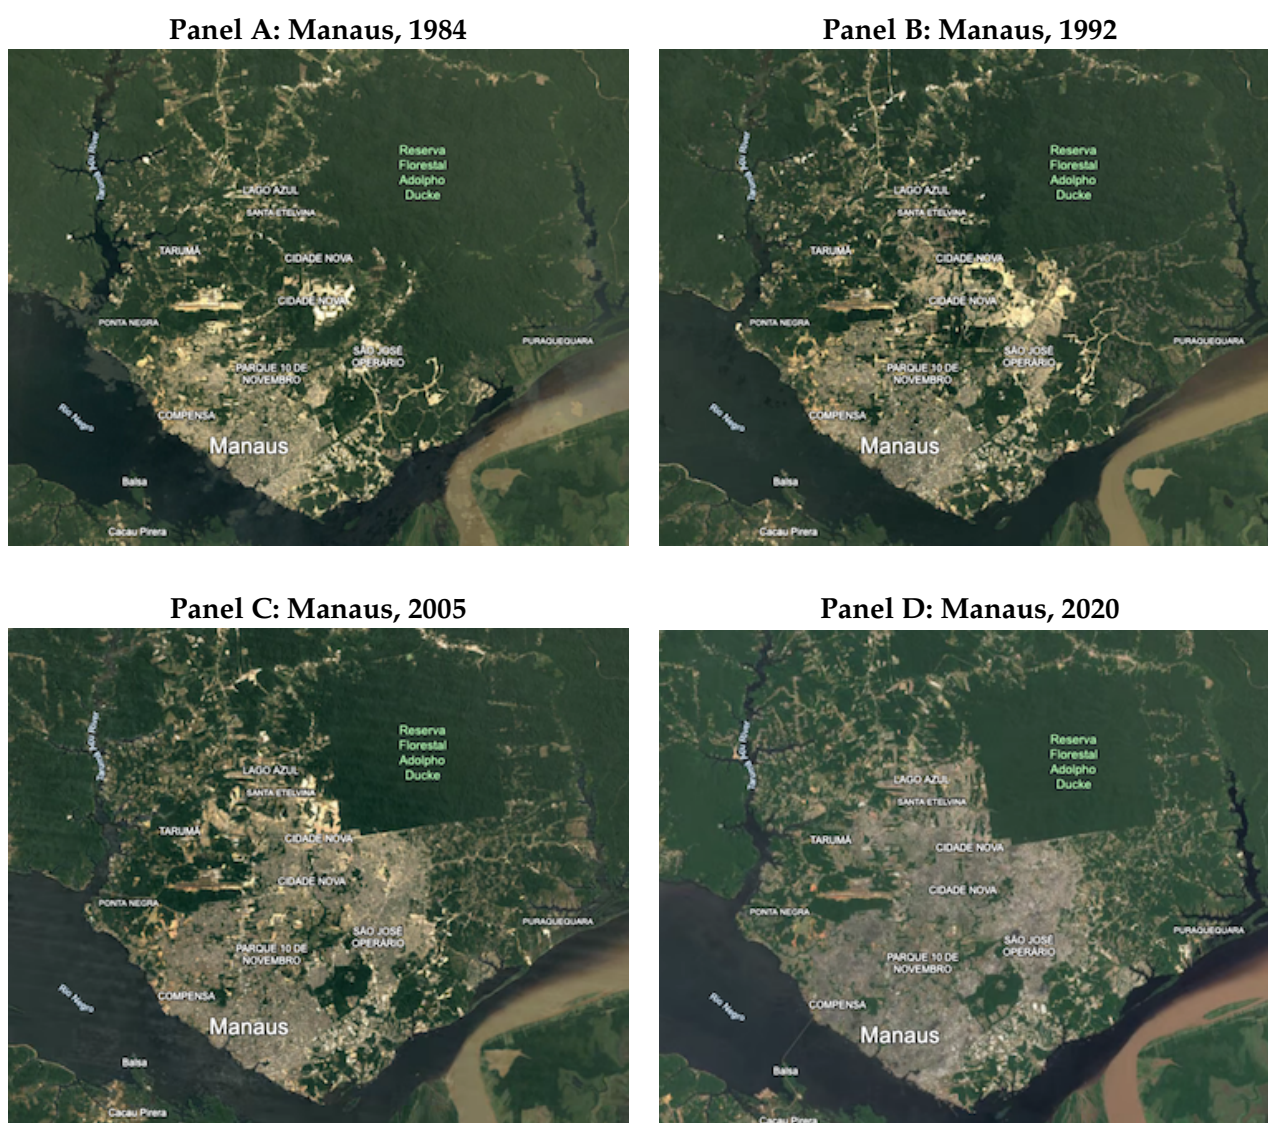 Panel A: Manaus, 1984
Reserva
Florestal
Adolpho
Ducke
LAGO AZUL
SANTA ETELVINA
TARUMÃ
CIDADE NOVA
CIDADE NOVA
PONTA NEGRA
PURAQUEQUARA
SÃO JOSÉ
OPERÁRIO
PARQUE 10 DE
NOVEMBRO
COMPENSA
Rio Negro
Manaus
Balsa
Cacau Pirera
Panel B: Manaus, 1992
Reserva
Florestal
Adolpho
Ducke
LAGO AZUL
SANTA ETELVINA
TARUMÃ
CIDADE NOVA
CIDADE NOVA
PONTA NEGRA
PURAQUEQUARA
SÃO JOSÉ
OPERÁRIO
PARQUE 10 DE
NOVEMBRO
COMPENSA
Rio Negro
Manaus
Balsa
Cacau Pirera
Panel C: Manaus, 2005
Reserva
Florestal
Adolpho
Ducke
LAGO AZUL
SANTA ETELVINA
TARUMÃ
CIDADE NOVA
CIDADE NOVA
PONTA NEGRA
PURAQUEQUARA
SÃO JOSÉ
OPERÁRIO
PARQUE 10 DE
NOVEMBRO
COMPENSA
Rio Negro
Manaus
Balsa
Cacau Pirera
Panel D: Manaus, 2020
Reserva
Florestal
Adolpho
Ducke
LAGO AZUL
SANTA ETELVINA
TARUMÃ
CIDADE NOVA
CIDADE NOVA
PONTA NEGRA
PURAQUEQUARA
SÃO JOSÉ
OPERÁRIO
PARQUE 10 DE
NOVEMBRO
COMPENSA
Rio Negro
Manaus
Balsa
Cacau Pirera